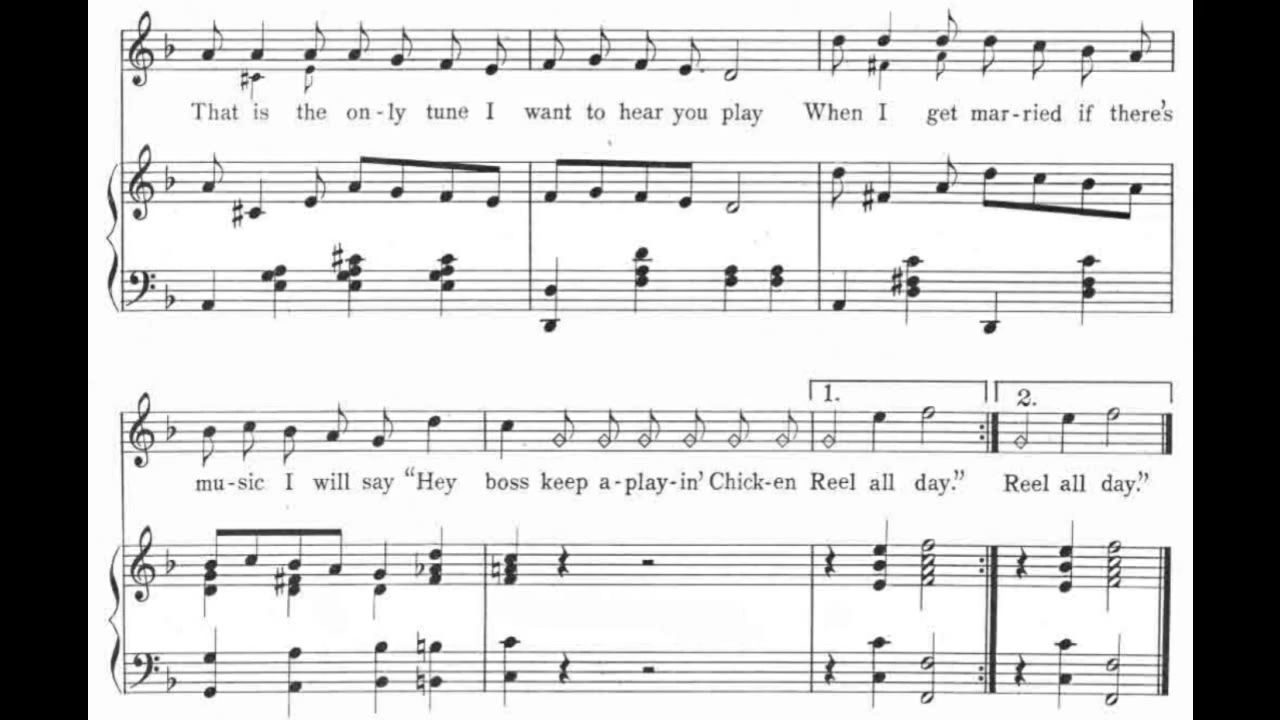 That is the on-ly tune I want to hear you play When I get mar-ried if there's
1. 2.
mu-sic I will say "Hey boss keep a-play-in' Chick-en Reel all day." Reel all day."